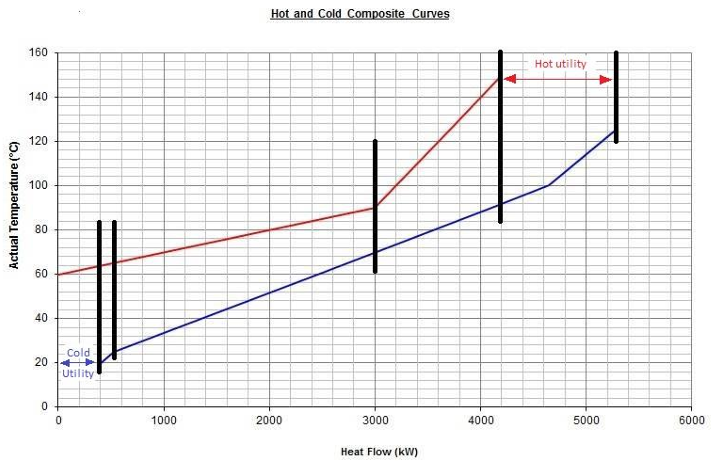 Hot and Cold Composite Curves
160
Hot utility
140
120
100
80
60
40
Cold
20
Utility
0
0 1000 2000 3000 4000 5000 6000
Actual Temperature (°C)
Heat Flow (kW)